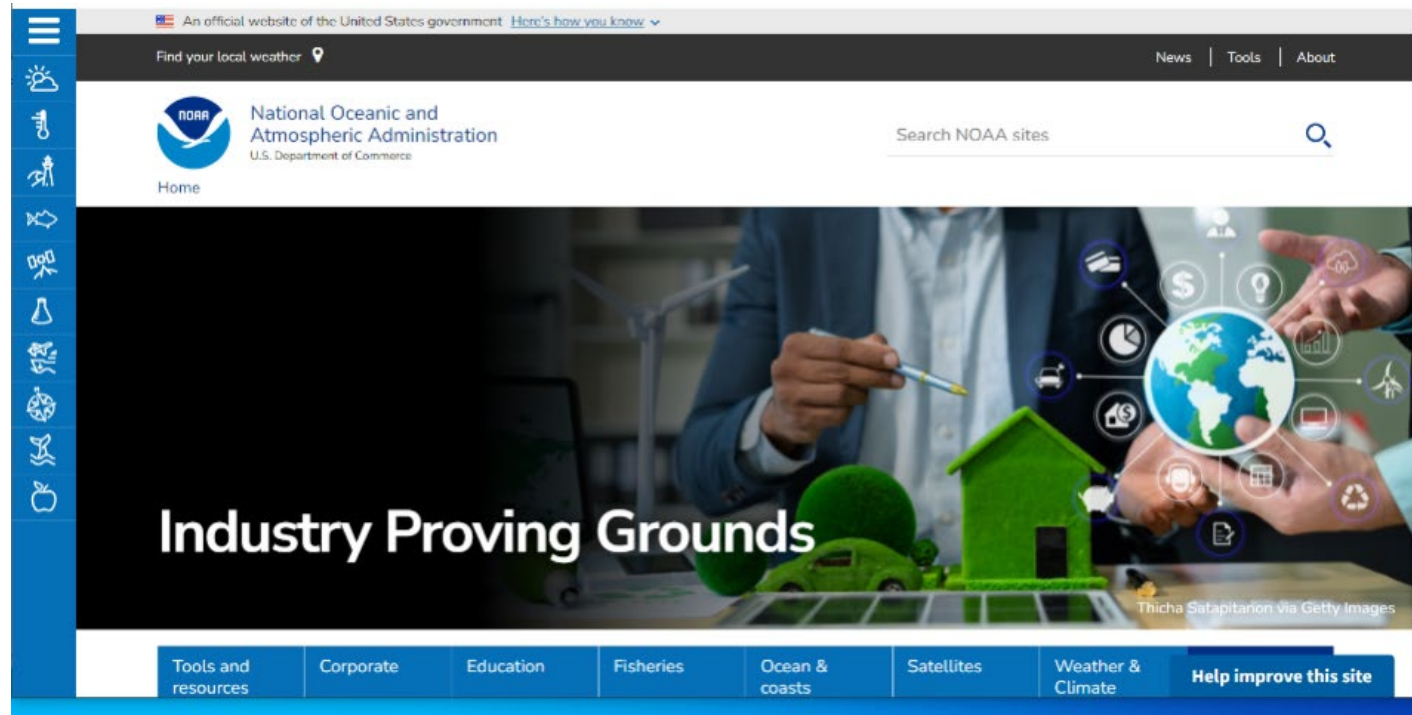 An official website of the United States government Here's how you know
Find your local weather
News
Tools
About
NOAA
National Oceanic and
Atmospheric Administration
U.S. Department of Commerce
Search NOAA sites
Home
$
$
Industry Proving Grounds
Thicha Satapitanon via Getty Images
Tools and
resources
Corporate
Education
Fisheries
Ocean &
coasts
Satellites
Weather &
Climate
Help improve this site